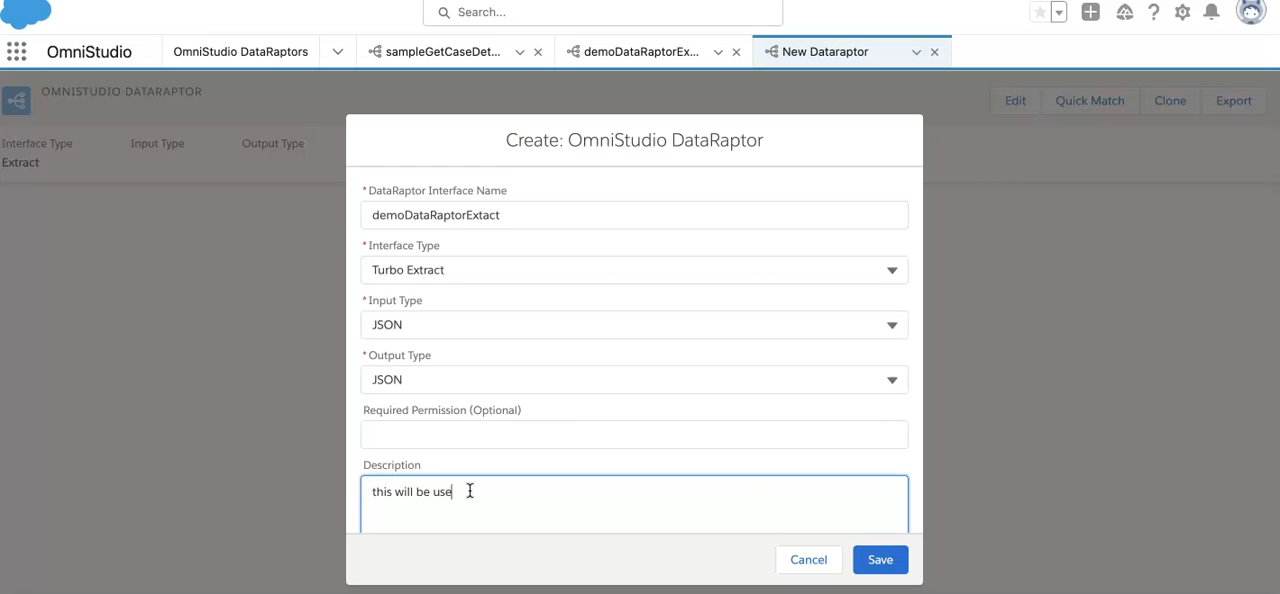 Search...
OmniStudio
OmniStudio DataRaptors
sampleGetCaseDet...
demoDataRaptorEx...
New Dataraptor
OMNISTUDIO DATARAPTOR
Edit
Quick Match
Clone
Export
Interface Type
Input Type
Output Type
Extract
Create: OmniStudio DataRaptor
*DataRaptor Interface Name
demoDataRaptorExtact
*Interface Type
Turbo Extract
*Input Type
JSON
*Output Type
JSON
Required Permission (Optional)
Description
this will be use
Cancel
Save